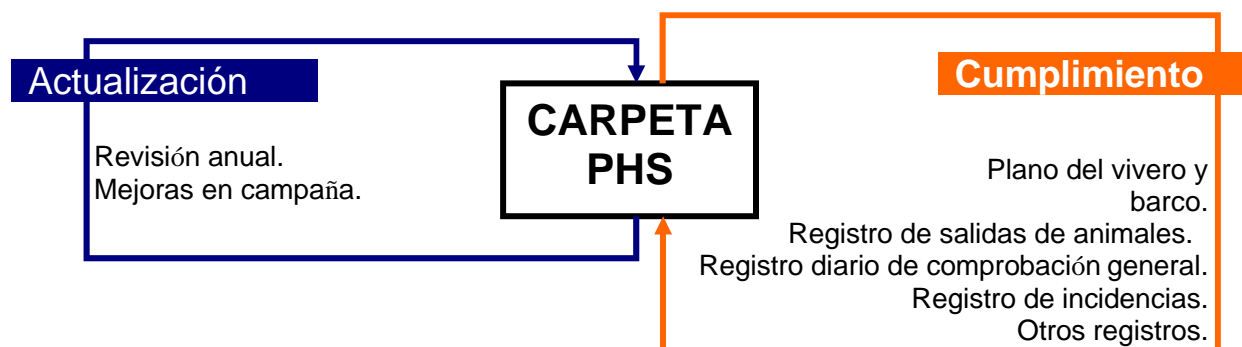 Actualización
Revisión anual.
Mejoras en campaña.
CARPETA
PHS
Cumplimiento
Plano del vivero y
barco.
Registro de salidas de animales.
Registro diario de comprobación general.
Registro de incidencias.
Otros registros.